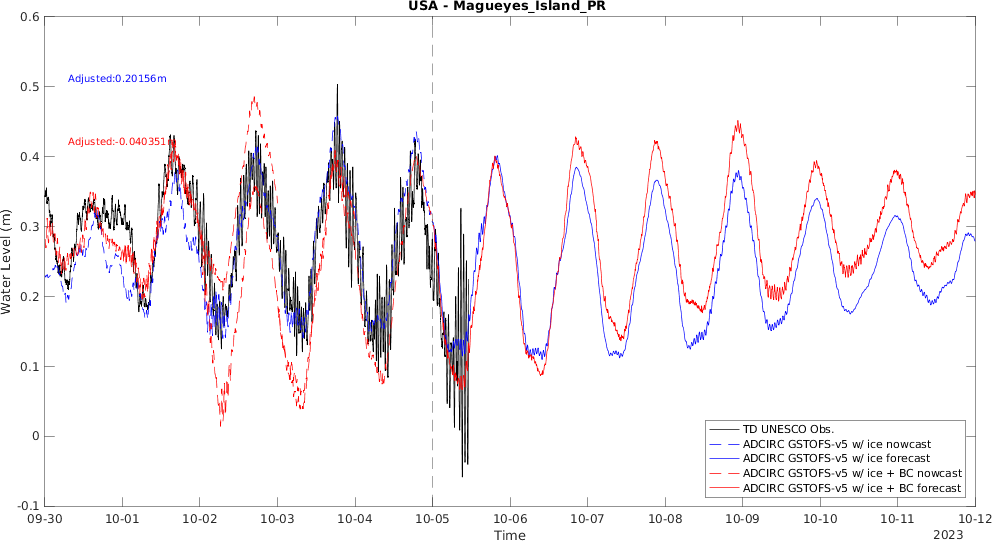 USA - Magueyes_Island_PR
0.6
0.5
0.4
0.3
0.2
0.1
0
-0.1
Water Level (m)
Adjusted:0.20156m
Adjusted:-0.040351m
TD UNESCO Obs.
ADCIRC GSTOFS-v5 w/ ice nowcast
ADCIRC GSTOFS-v5 w/ ice forecast
ADCIRC GSTOFS-v5 w/ ice + BC nowcast
ADCIRC GSTOFS-v5 w/ ice + BC forecast
09-30 10-01 10-02 10-03 10-04 10-05 10-06 10-07 10-08 10-09 10-10 10-11 10-12
Time
2023